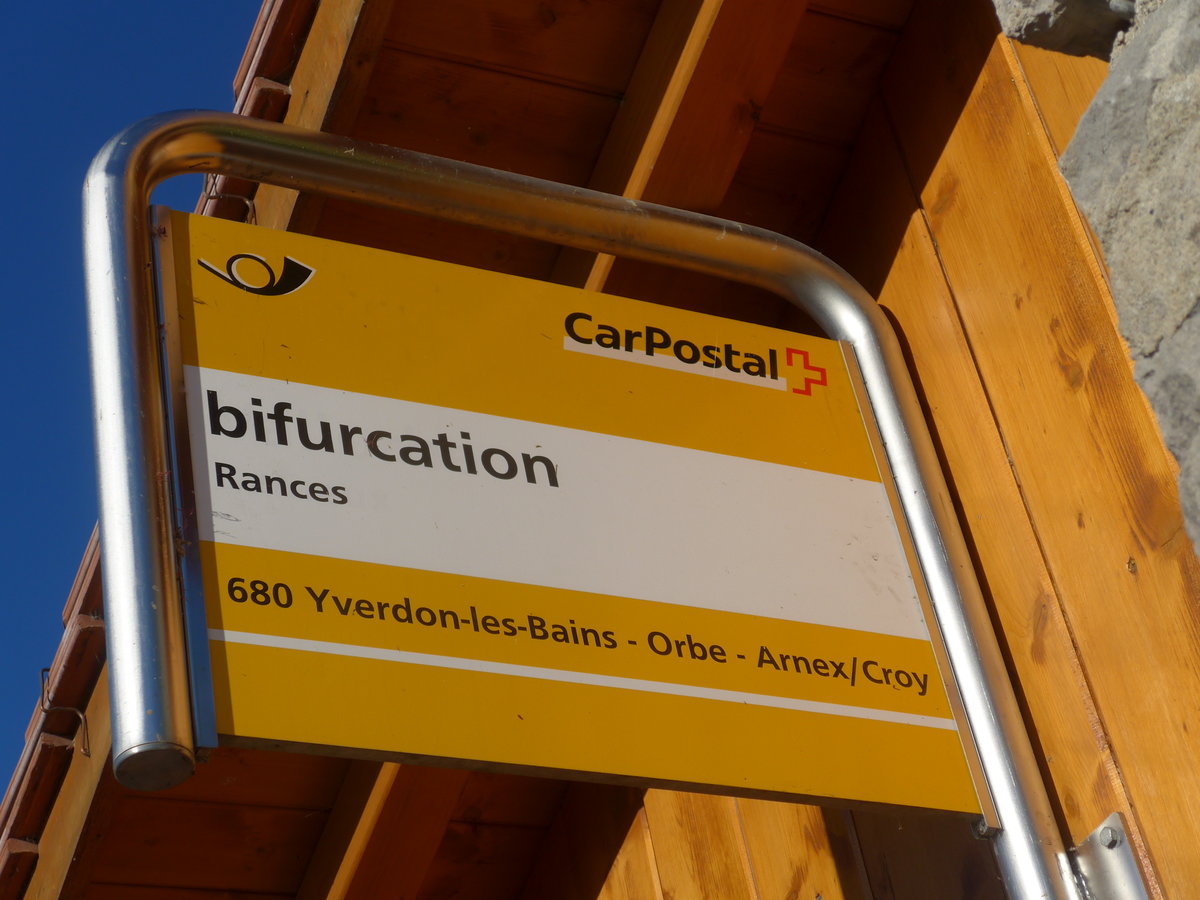 CarPostal
bifurcation
Rances
680 Yverdon-les-Bains - Orbe - Arnex/Croy